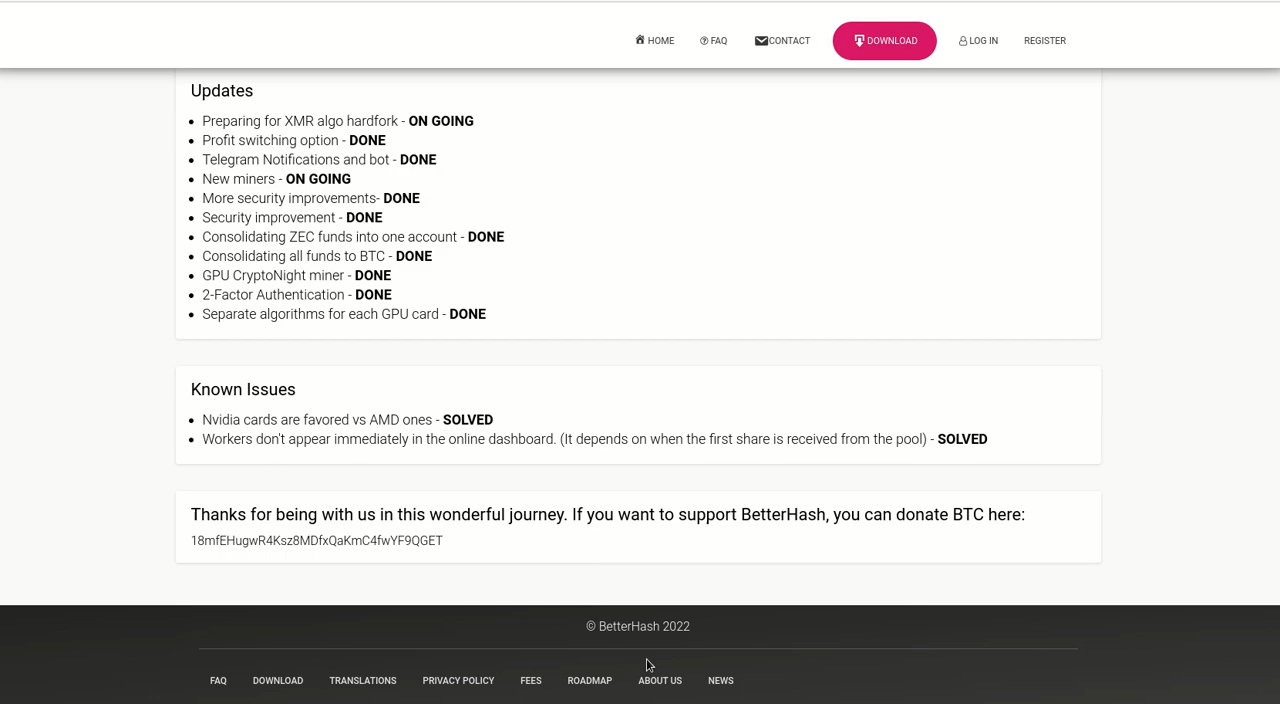 HOME FAQ CONTACT DOWNLOAD LOG IN REGISTER
Updates
Preparing for XMR algo hardfork - ON GOING
Profit switching option - DONE
Telegram Notifications and bot - DONE
New miners - ON GOING
More security improvements- DONE
Security improvement - DONE
Consolidating ZEC funds into one account - DONE
Consolidating all funds to BTC - DONE
GPU CryptoNight miner - DONE
2-Factor Authentication - DONE
Separate algorithms for each GPU card - DONE
Known Issues
Nvidia cards are favored vs AMD ones - SOLVED
Workers don't appear immediately in the online dashboard. (It depends on when the first share is received from the pool) - SOLVED
Thanks for being with us in this wonderful journey. If you want to support BetterHash, you can donate BTC here:
18mfEHugwR4Ksz8MDfxQaKmC4fwYF9QGET
© BetterHash 2022
FAQ DOWNLOAD TRANSLATIONS PRIVACY POLICY FEES ROADMAP ABOUT US NEWS